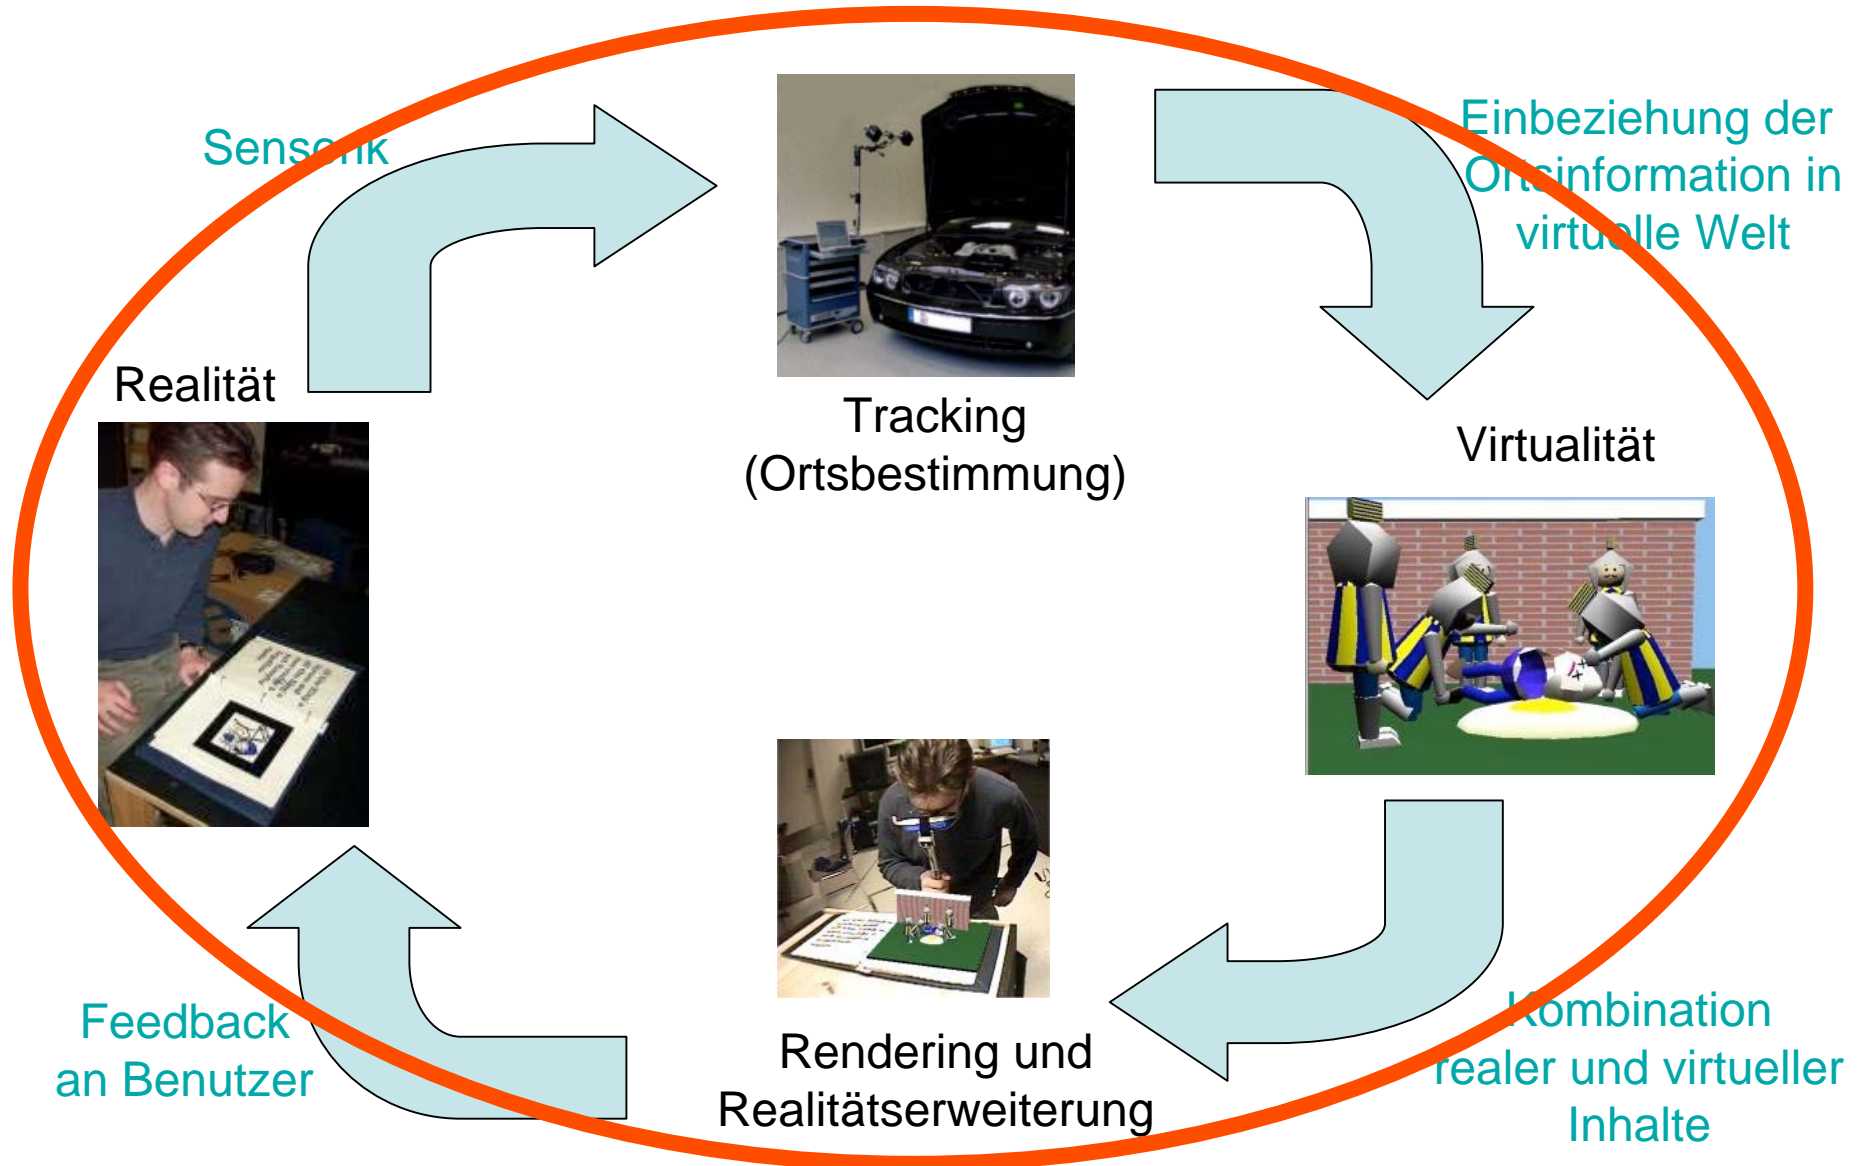 Sensorik
Einbeziehung der
Ortsinformation in
virtuelle Welt
Realität
Tracking
(Ortsbestimmung)
Virtualität
Feedback
an Benutzer
Rendering und
Realitätserweiterung
Kombination
realer und virtueller
Inhalte